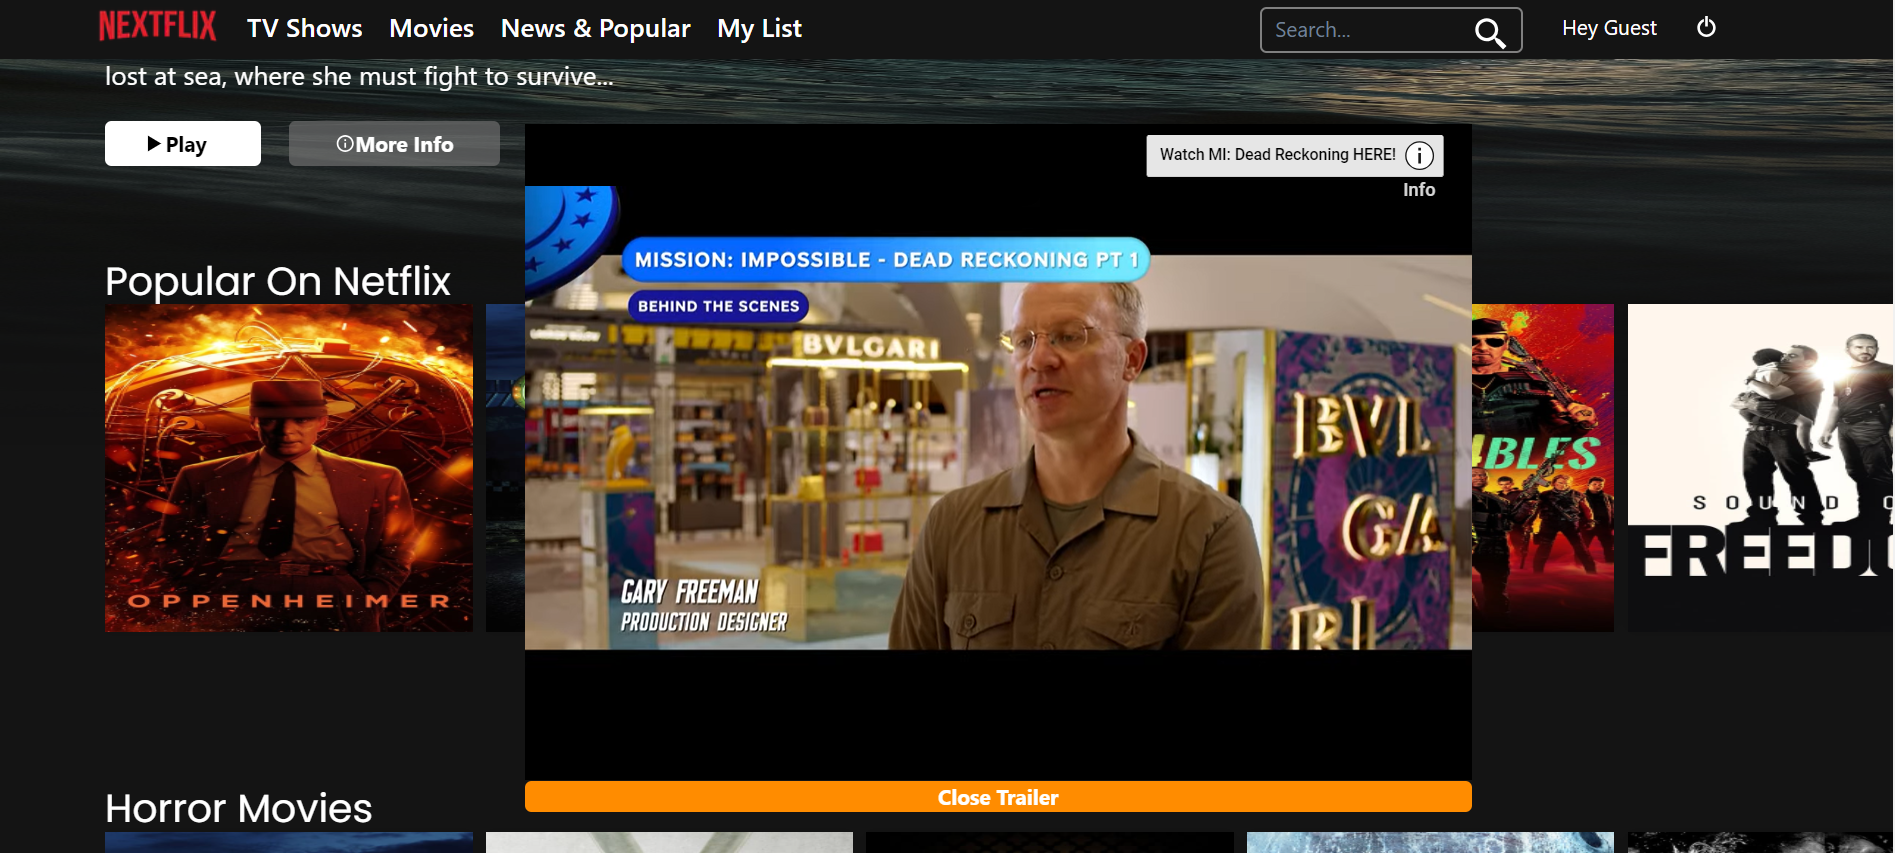 NEXTFLIX TV Shows Movies News & Popular My List Search... Hey Guest
lost at sea, where she must fight to survive...
Play More Info
Watch MI: Dead Reckoning HERE!
Info
MISSION: IMPOSSIBLE - DEAD RECKONING PT 1
BEHIND THE SCENES
Popular On Netflix
BVLGARI
BVL
GA
RI
BLES
SOUND O
FREEDO
GARY FREEMAN
PRODUCTION DESIGNER
OPPENHEIMER
Close Trailer
Horror Movies